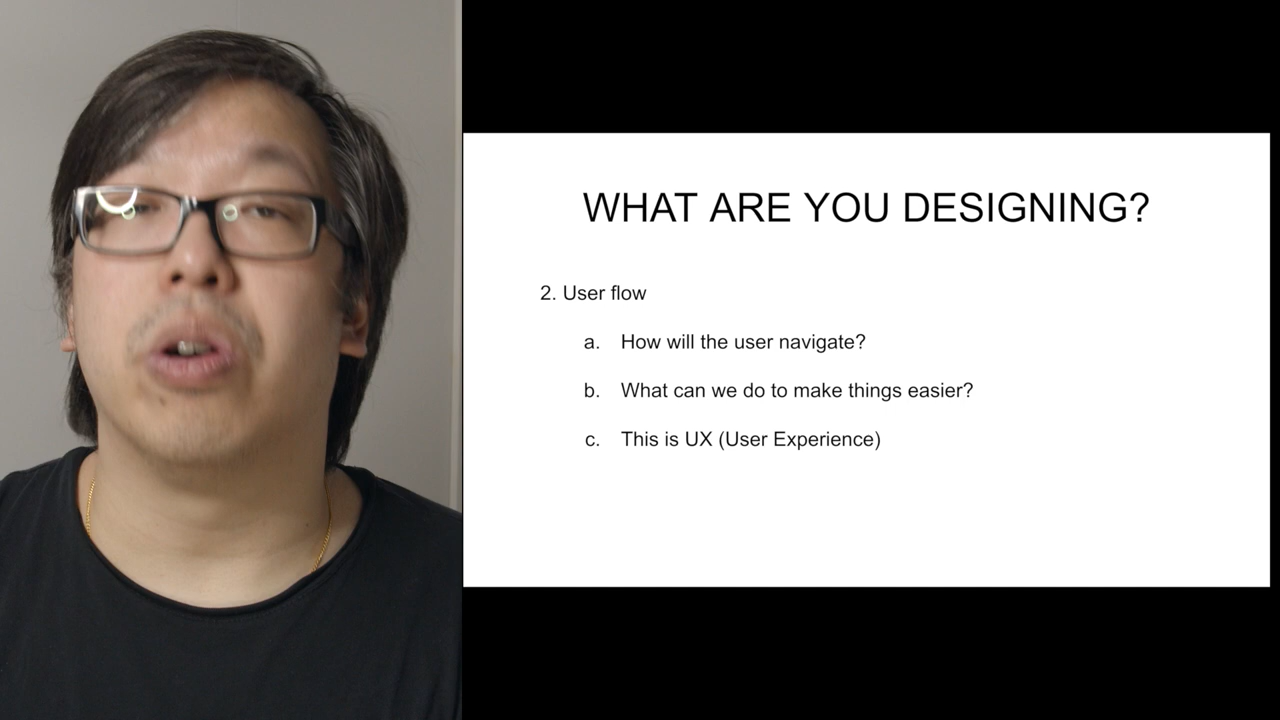 WHAT ARE YOU DESIGNING?
2. User flow
a. How will the user navigate?
b. What can we do to make things easier?
c. This is UX (User Experience)